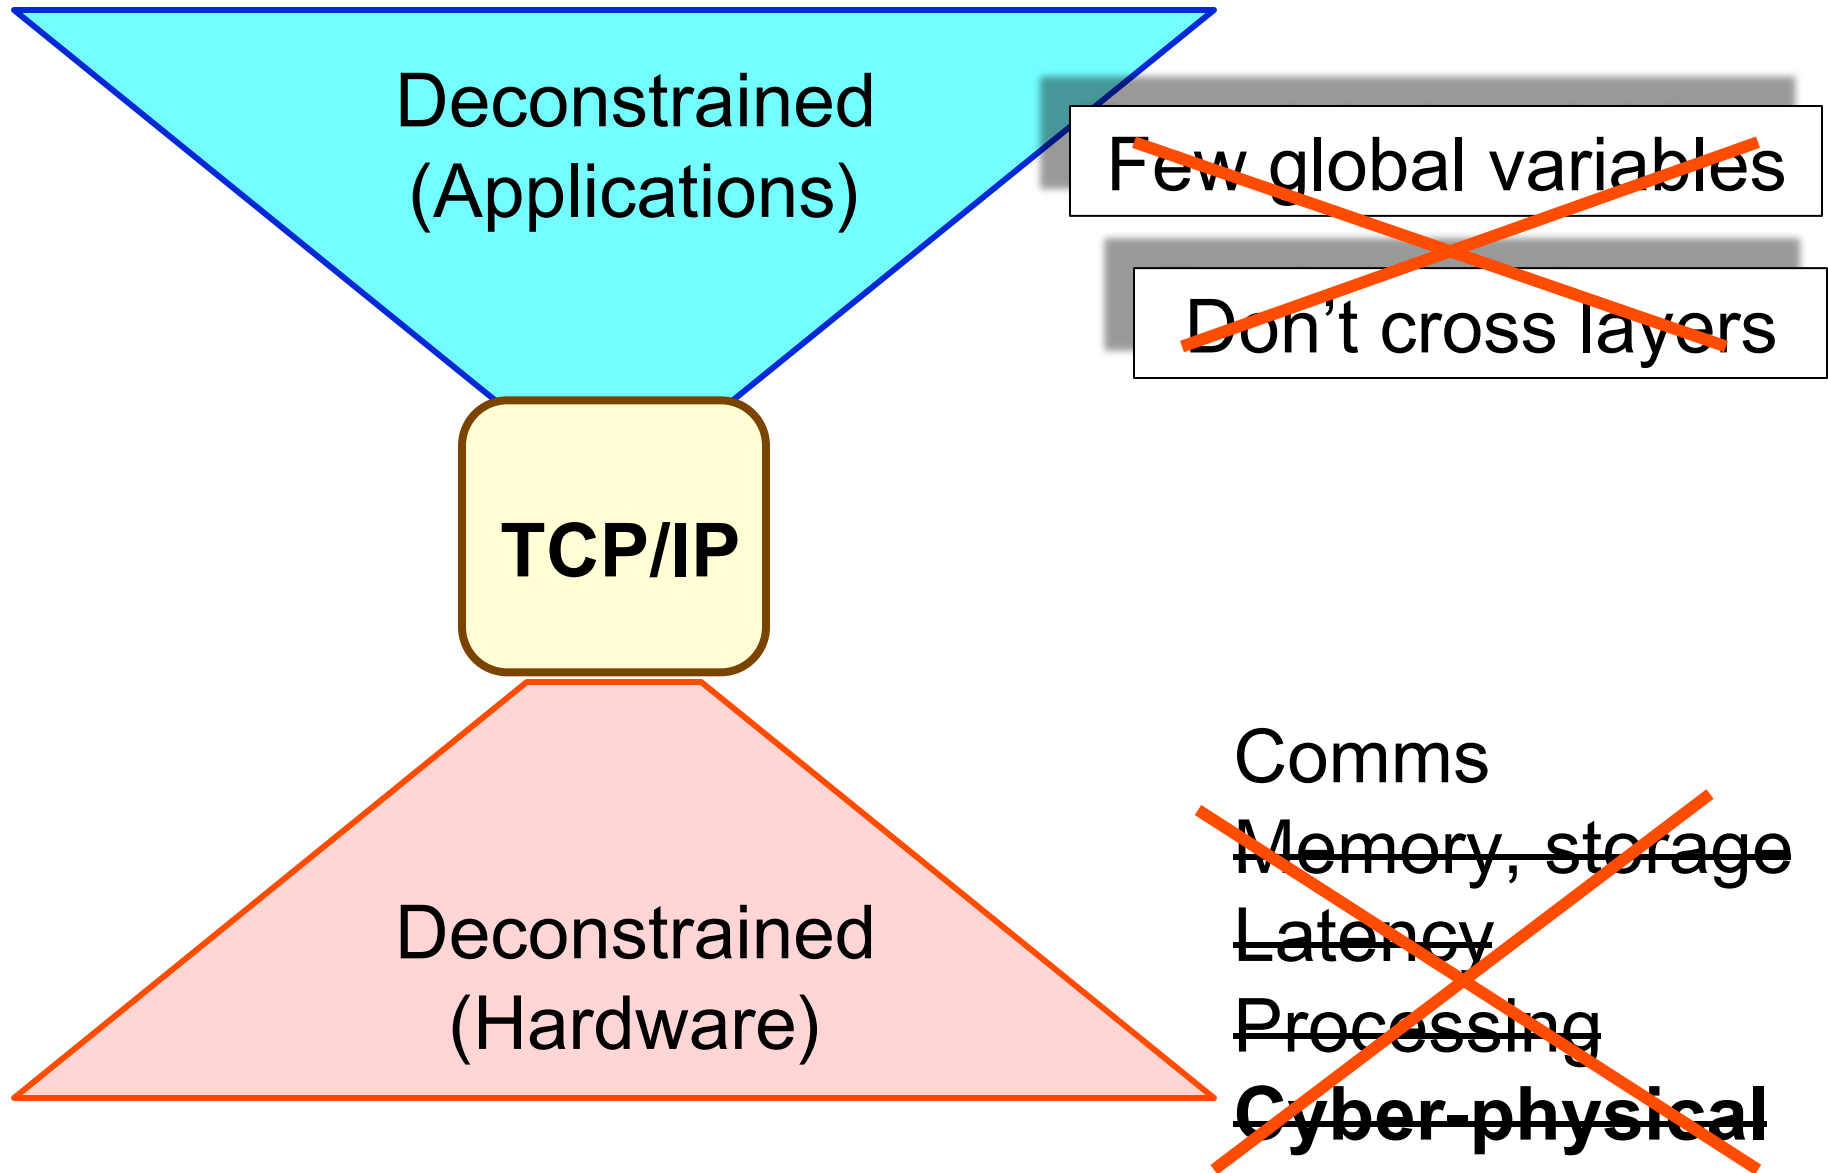 Deconstrained
(Applications)
Few global variables
Don’t cross layers
TCP/IP
Deconstrained
(Hardware)
Comms
Memory, storage
Latency
Processing
Cyber-physical